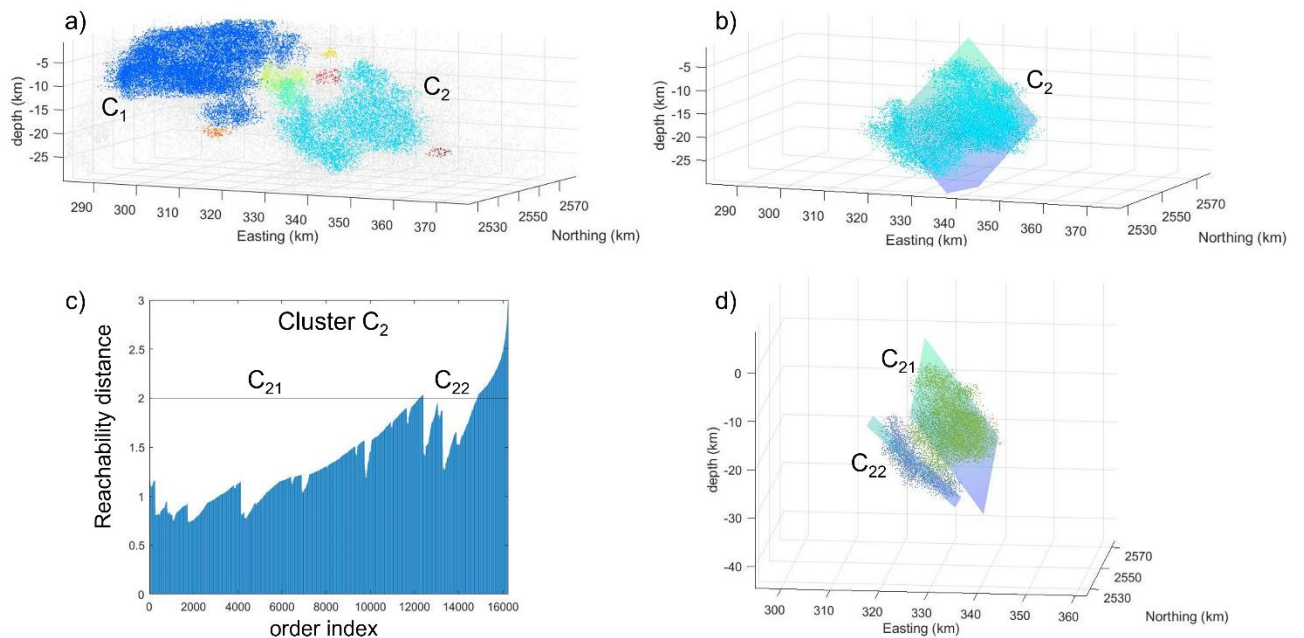 a)
-5
-10
-15
-20
-25
depth (km)
C1
C2
290
300
310
320
330
340
350
360
370
2530
2550
2570
Easting (km)
Northing (km)
b)
-5
-10
-15
-20
-25
depth (km)
C2
290
300
310
320
330
340
350
360
370
2530
2550
2570
Easting (km)
Northing (km)
c)
3
2.5
2
1.5
1
0.5
0
Reachability distance
Cluster C2
C21
C22
0 2000 4000 6000 8000 10000 12000 14000 16000
order index
d)
0
-10
-20
-30
-40
depth (km)
C21
C22
300
310
320
330
340
350
360
2530
2550
2570
Easting (km)
Northing (km)